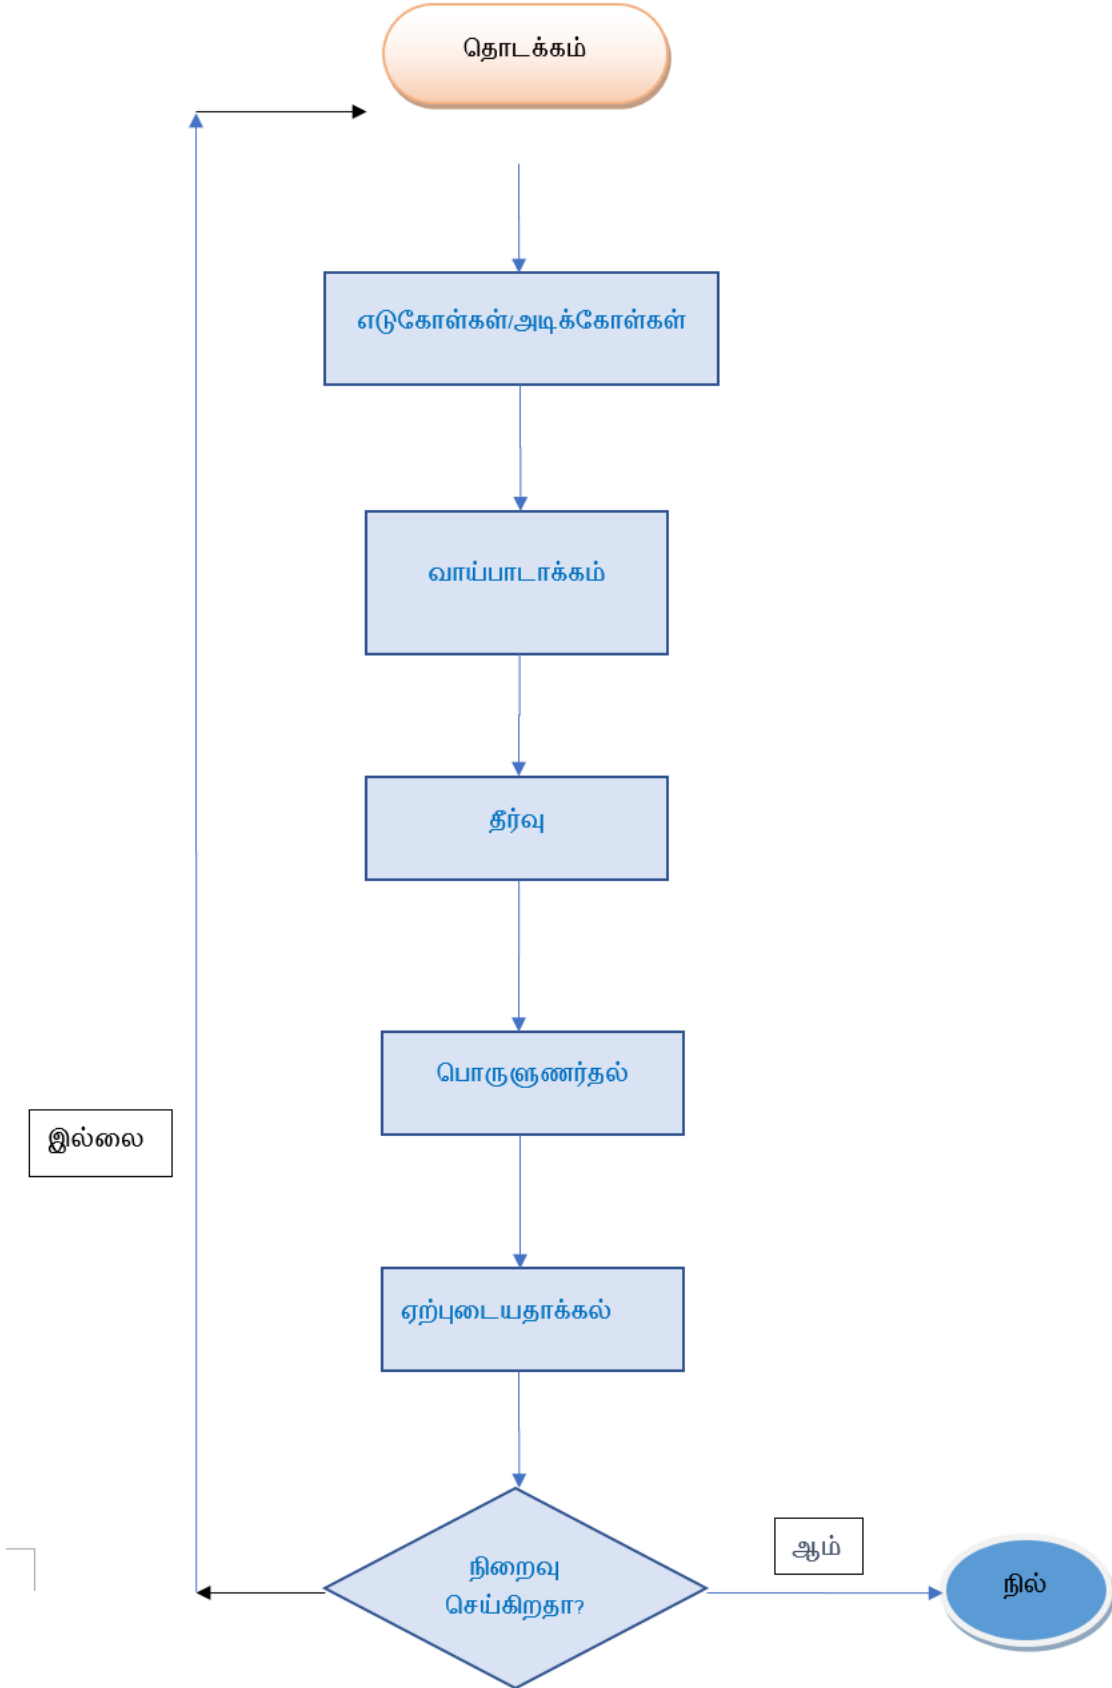 தொடக்கம்
எடுகோள்கள்/அடிக்கோள்கள்
வாய்பாடாக்கம்
தீர்வு
பொருளுணர்தல்
இல்லை
ஏற்புடையதாக்கல்
நிறைவு
செய்கிறதா?
ஆம்
நில்